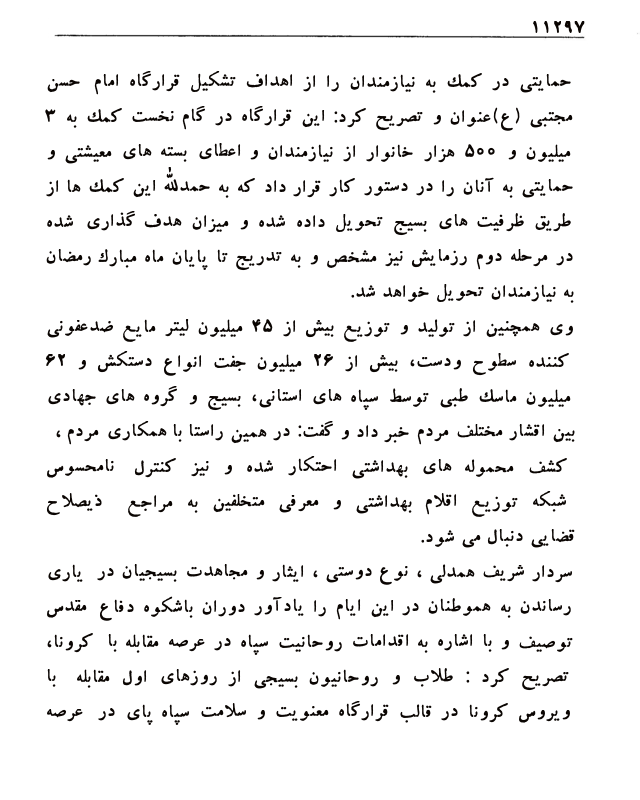 ۱۱۲۹۷
حمایتی در کمك به نیازمندان را از اهداف تشکیل قرارگاه امام حسن
مجتبی (ع)عنوان و تصریح کرد: این قرارگاه در گام نخست کمك به ۳
میلیون و ۵۰۰ هزار خانوار از نیازمندان و اعطای بسته های معیشتی و
حمایتی به آنان را در دستور کار قرار داد که به حمدلله این کمك ها از
طریق ظرفیت های بسیج تحویل داده شده و میزان هدف گذاری شده
در مرحله دوم رزمایش نیز مشخص و به تدریج تا پایان ماه مبارك رمضان
به نیازمندان تحویل خواهد شد.
وی همچنین از تولید و توزیع بیش از ۴۵ میلیون لیتر مایع ضدعفونی
کننده سطوح ودست، بیش از ۲۶ میلیون جفت انواع دستکش و ۶۲
میلیون ماسك طبی توسط سپاه های استانی، بسیج و گروه های جهادی
بین اقشار مختلف مردم خبر داد و گفت: در همین راستا با همکاری مردم ،
کشف محموله های بهداشتی احتکار شده و نیز کنترل نامحسوس
شبکه توزیع اقلام بهداشتی و معرفی متخلفین به مراجع ذیصلاح
قضایی دنبال می شود.
سردار شریف همدلی ، نوع دوستی ، ایثار و مجاهدت بسیجیان در یاری
رساندن به هموطنان در این ایام را یادآور دوران باشکوه دفاع مقدس
توصیف و با اشاره به اقدامات روحانیت سپاه در عرصه مقابله با کرونا،
تصریح کرد : طلاب و روحانیون بسیجی از روزهای اول مقابله با
ویروس کرونا در قالب قرارگاه معنویت و سلامت سپاه پای در عرصه